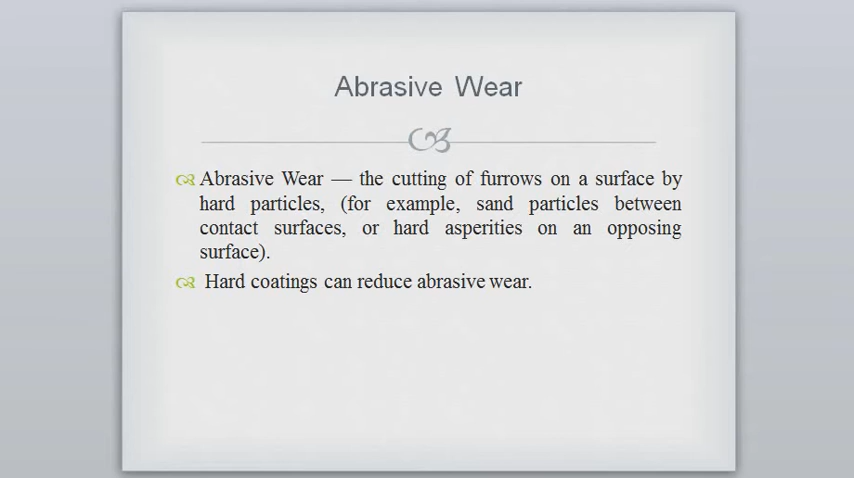 Abrasive Wear
Abrasive Wear — the cutting of furrows on a surface by
hard particles, (for example, sand particles between
contact surfaces, or hard asperities on an opposing
surface).
Hard coatings can reduce abrasive wear.